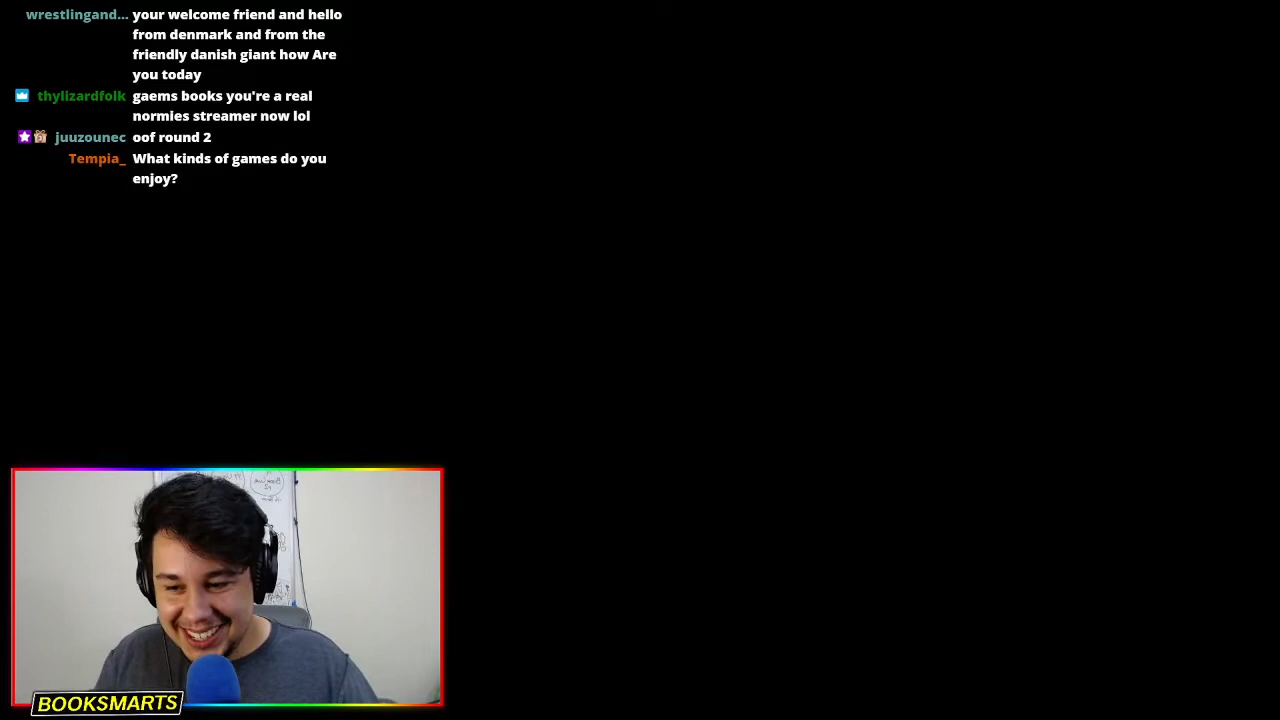 wrestlingand... your welcome friend and hello
from denmark and from the
friendly danish giant how Are
you today
thylizardfolk gaems books you're a real
normies streamer now lol
juuzounec oof round 2
Tempia_ What kinds of games do you
enjoy?
BOOKSMARTS